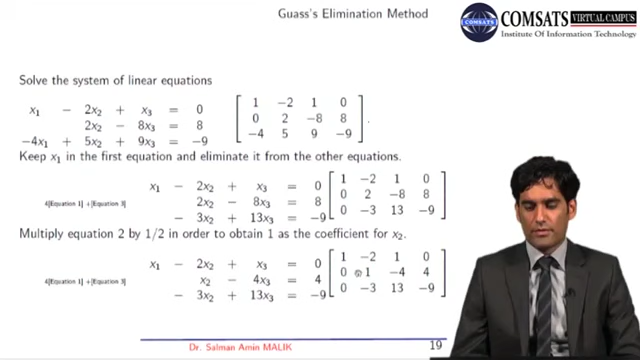 Guass's Elimination Method
COMSATS VIRTUAL CAMPUS
Institute Of Information Technology
Solve the system of linear equations
x1 − 2x2 + x3 = 0
2x2 − 8x3 = 8
−4x1 + 5x2 + 9x3 = −9
1 −2 1 0
0 2 −8 8
−4 5 9 −9
.
Keep x1 in the first equation and eliminate it from the other equations.
4[Equation 1]+[Equation 3]
x1 − 2x2 + x3 = 0
2x2 − 8x3 = 8
− 3x2 + 13x3 = −9
1 −2 1 0
0 2 −8 8
0 −3 13 −9
Multiply equation 2 by 1/2 in order to obtain 1 as the coefficient for x2.
4[Equation 1]+[Equation 3]
x1 − 2x2 + x3 = 0
x2 − 4x3 = 4
− 3x2 + 13x3 = −9
1 −2 1 0
0 1 −4 4
0 −3 13 −9
Dr. Salman Amin MALIK
19